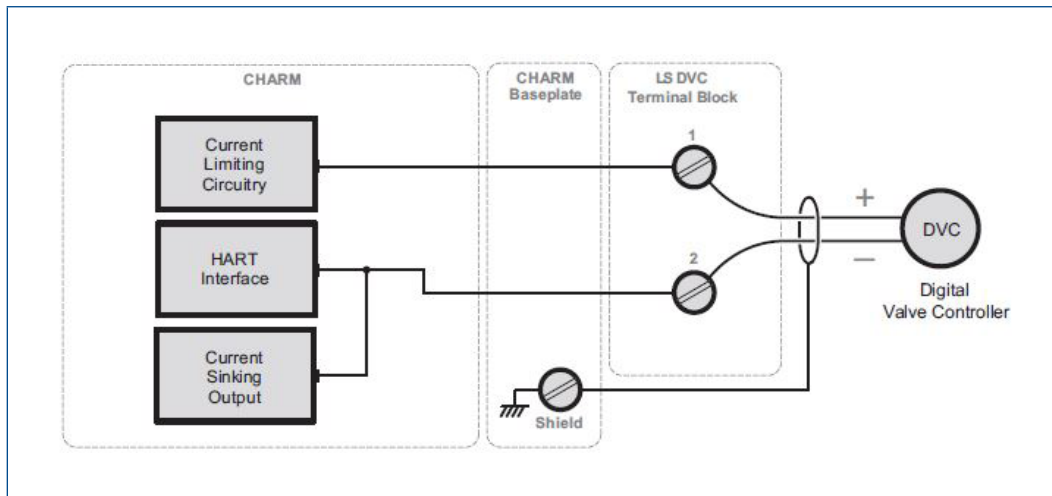 CHARM
CHARM
Baseplate
LS DVC
Terminal Block
Current
Limiting
Circuitry
1
+
HART
Interface
2
DVC
—
Digital
Valve Controller
Current
Sinking
Output
Shield